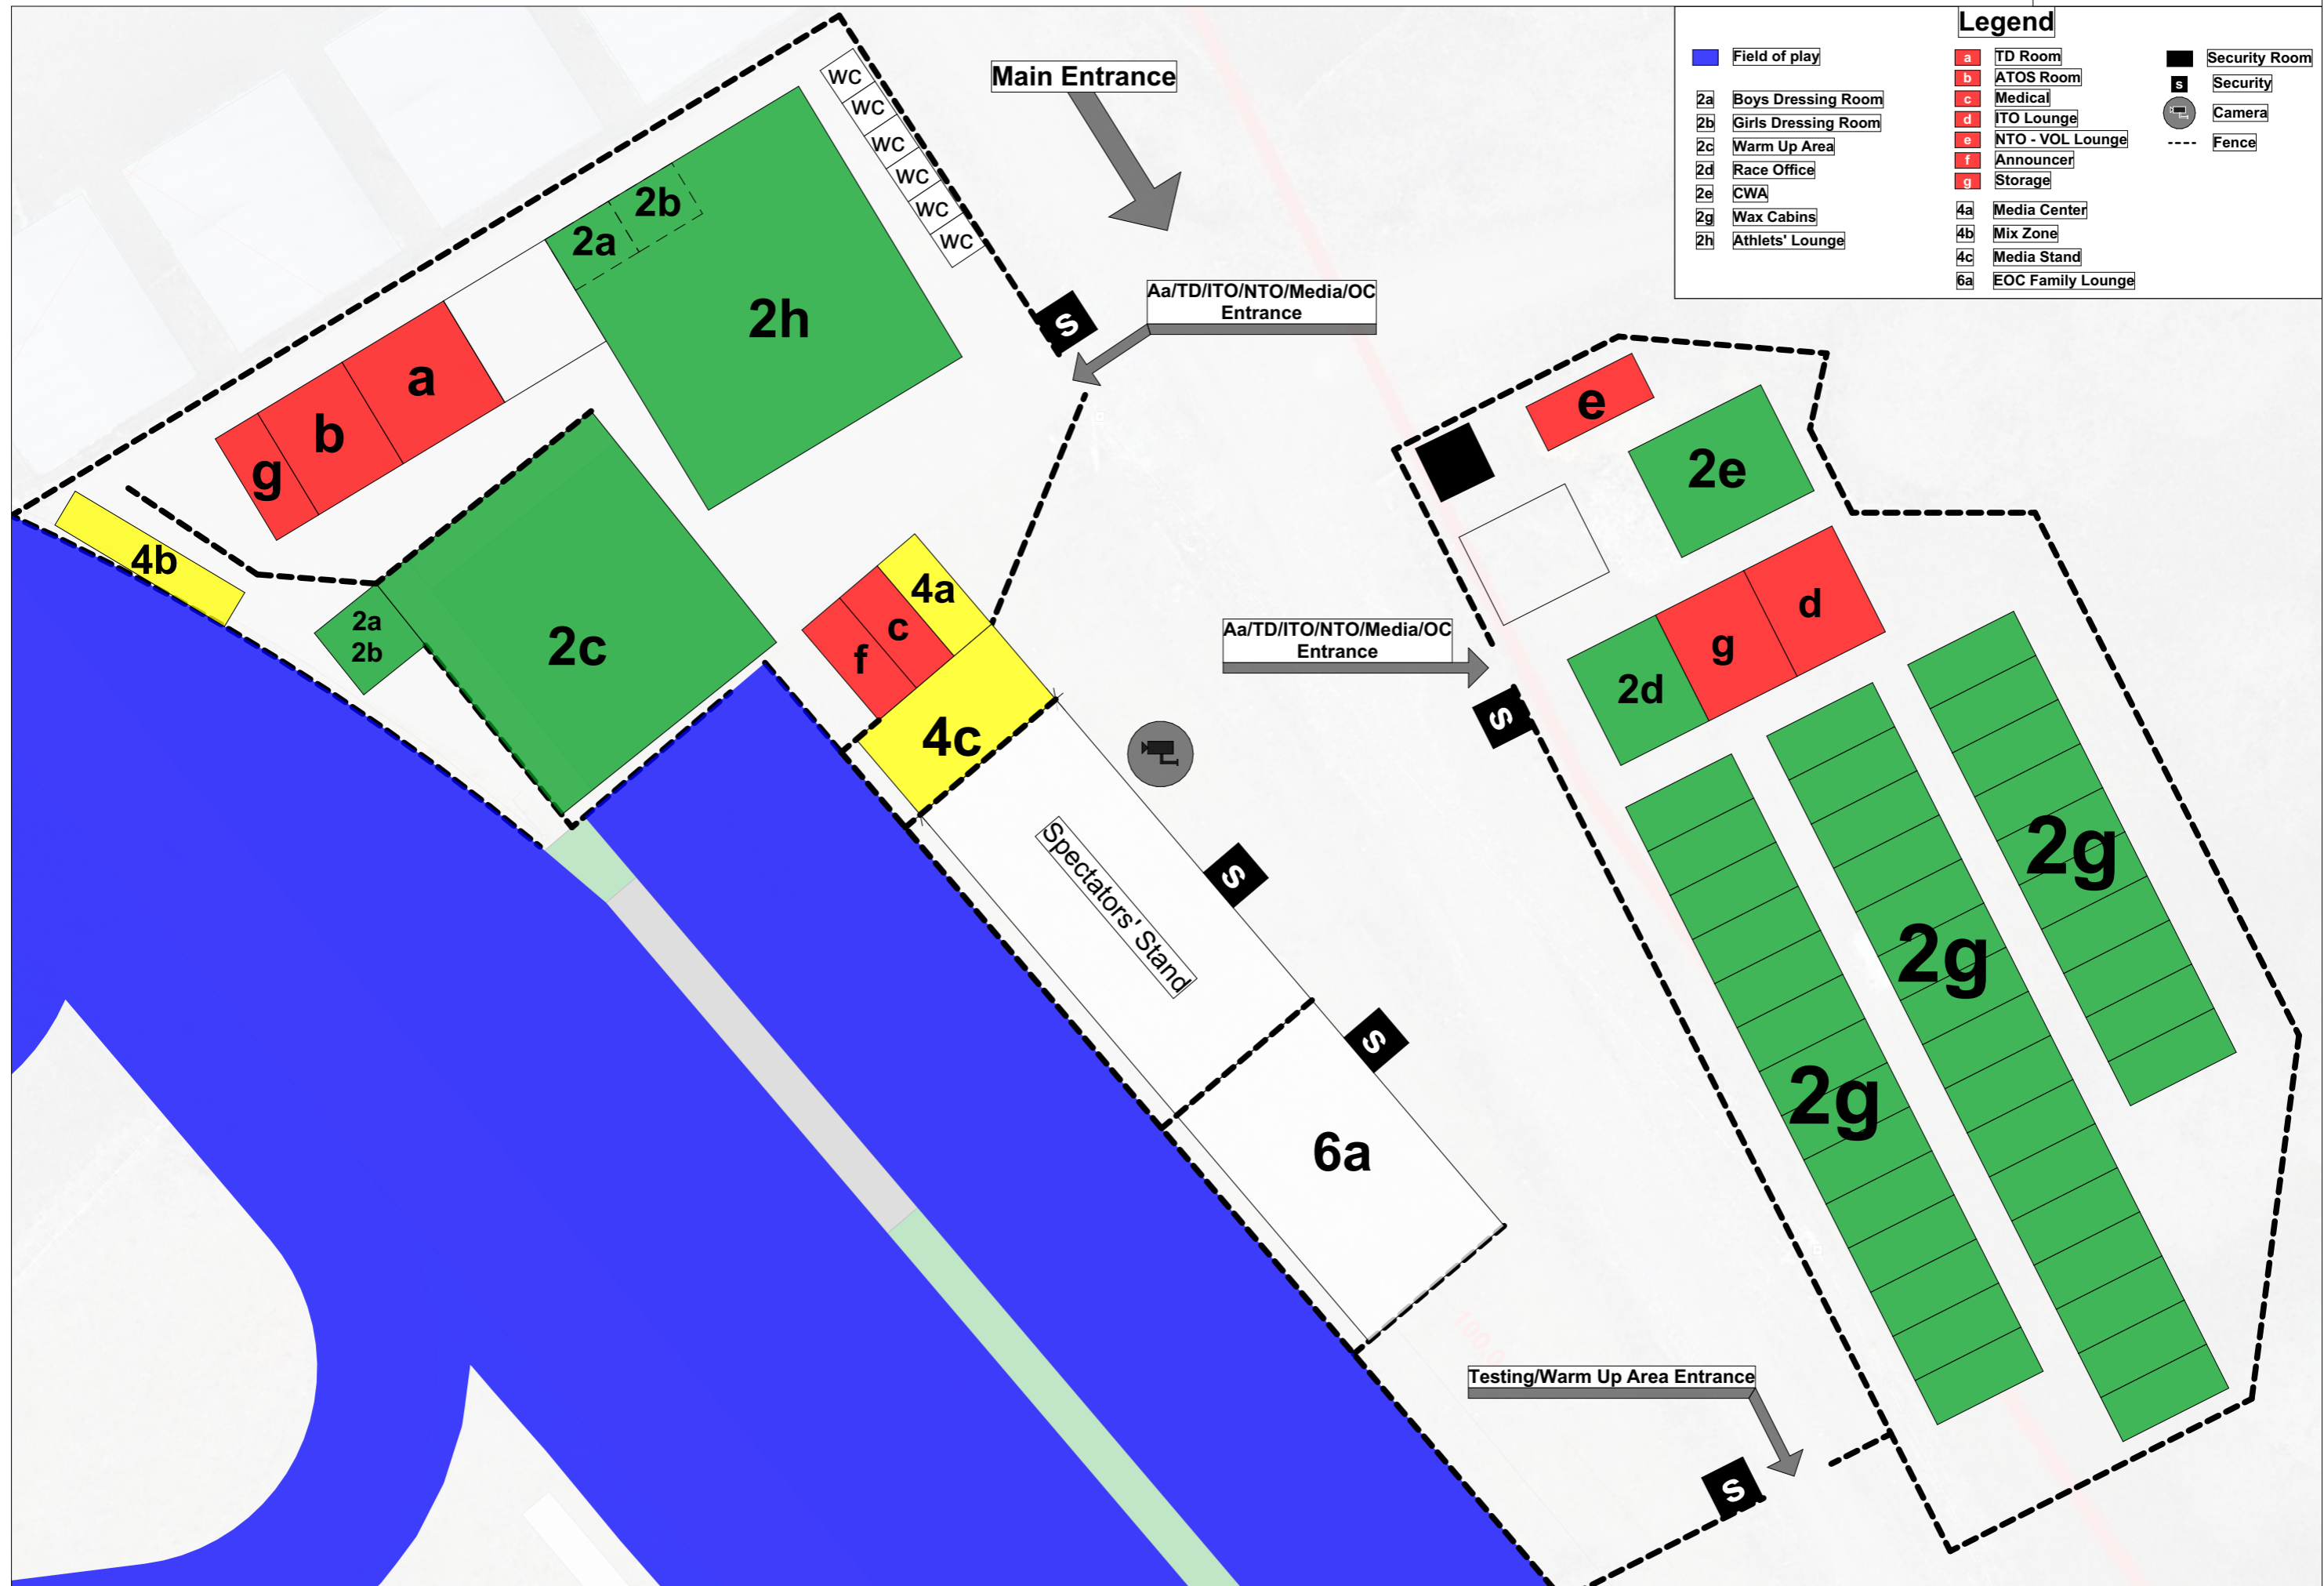 Legend
Field of play
2a Boys Dressing Room
2b Girls Dressing Room
2c Warm Up Area
2d Race Office
2e CWA
2g Wax Cabins
2h Athlets' Lounge
a TD Room
b ATOS Room
c Medical
d ITO Lounge
e NTO - VOL Lounge
f Announcer
g Storage
4a Media Center
4b Mix Zone
4c Media Stand
6a EOC Family Lounge
Security Room
s Security
Camera
Fence
Main Entrance
WC
WC
WC
WC
WC
WC
2b
2a
2h
Aa/TD/ITO/NTO/Media/OC
Entrance
s
a
b
g
4b
2a
2b
2c
4a
c
f
4c
Spectators' Stand
s
s
6a
e
2e
d
g
2d
Aa/TD/ITO/NTO/Media/OC
Entrance
s
2g
2g
2g
100,0
Testing/Warm Up Area Entrance
s